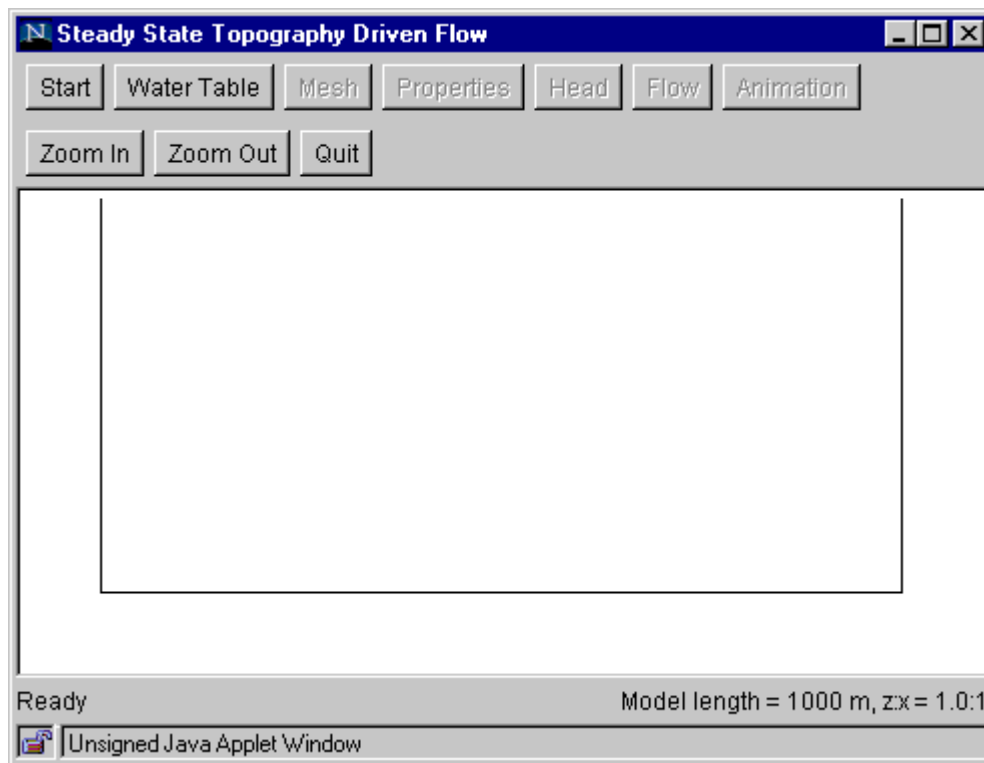 N Steady State Topography Driven Flow
Start Water Table Mesh Properties Head Flow Animation
Zoom In Zoom Out Quit
Ready Model length = 1000 m, z:x = 1.0:1
Unsigned Java Applet Window